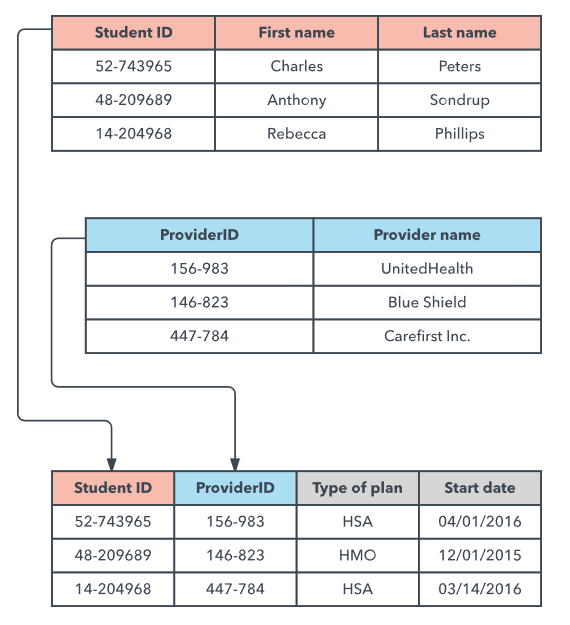 Student ID First name Last name
52-743965 Charles Peters
48-209689 Anthony Sondrup
14-204968 Rebecca Phillips
ProviderID Provider name
156-983 UnitedHealth
146-823 Blue Shield
447-784 Carefirst Inc.
Student ID ProviderID Type of plan Start date
52-743965 156-983 HSA 04/01/2016
48-209689 146-823 HMO 12/01/2015
14-204968 447-784 HSA 03/14/2016